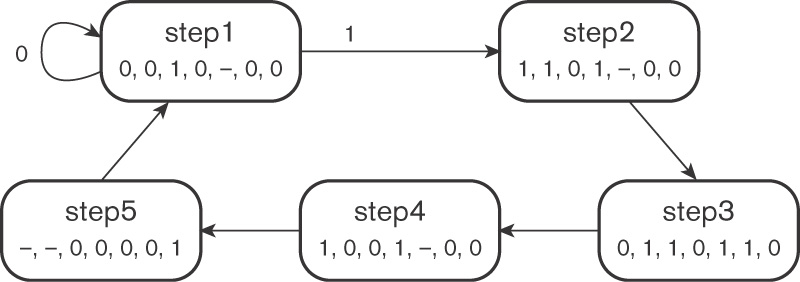 0
step1
0, 0, 1, 0, –, 0, 0
1
step2
1, 1, 0, 1, –, 0, 0
step5
–, –, 0, 0, 0, 0, 1
step4
1, 0, 0, 1, –, 0, 0
step3
0, 1, 1, 0, 1, 1, 0